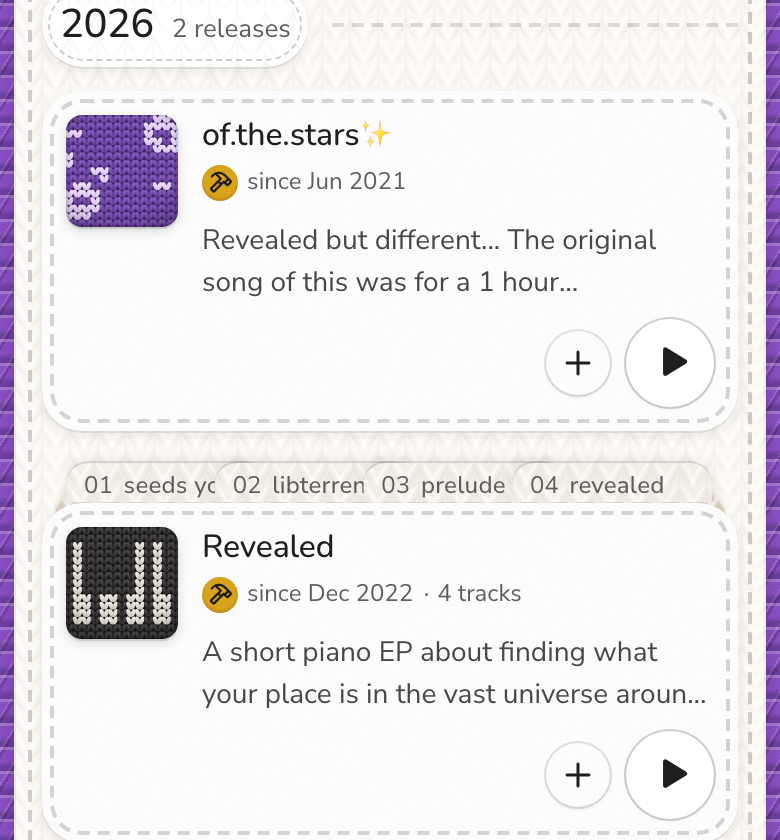 2026 2 releases
of.the.stars✨
since Jun 2021
Revealed but different... The original
song of this was for a 1 hour...
01 seeds 02 libterren 03 prelude 04 revealed
Revealed
since Dec 2022 · 4 tracks
A short piano EP about finding what
your place is in the vast universe aroun...